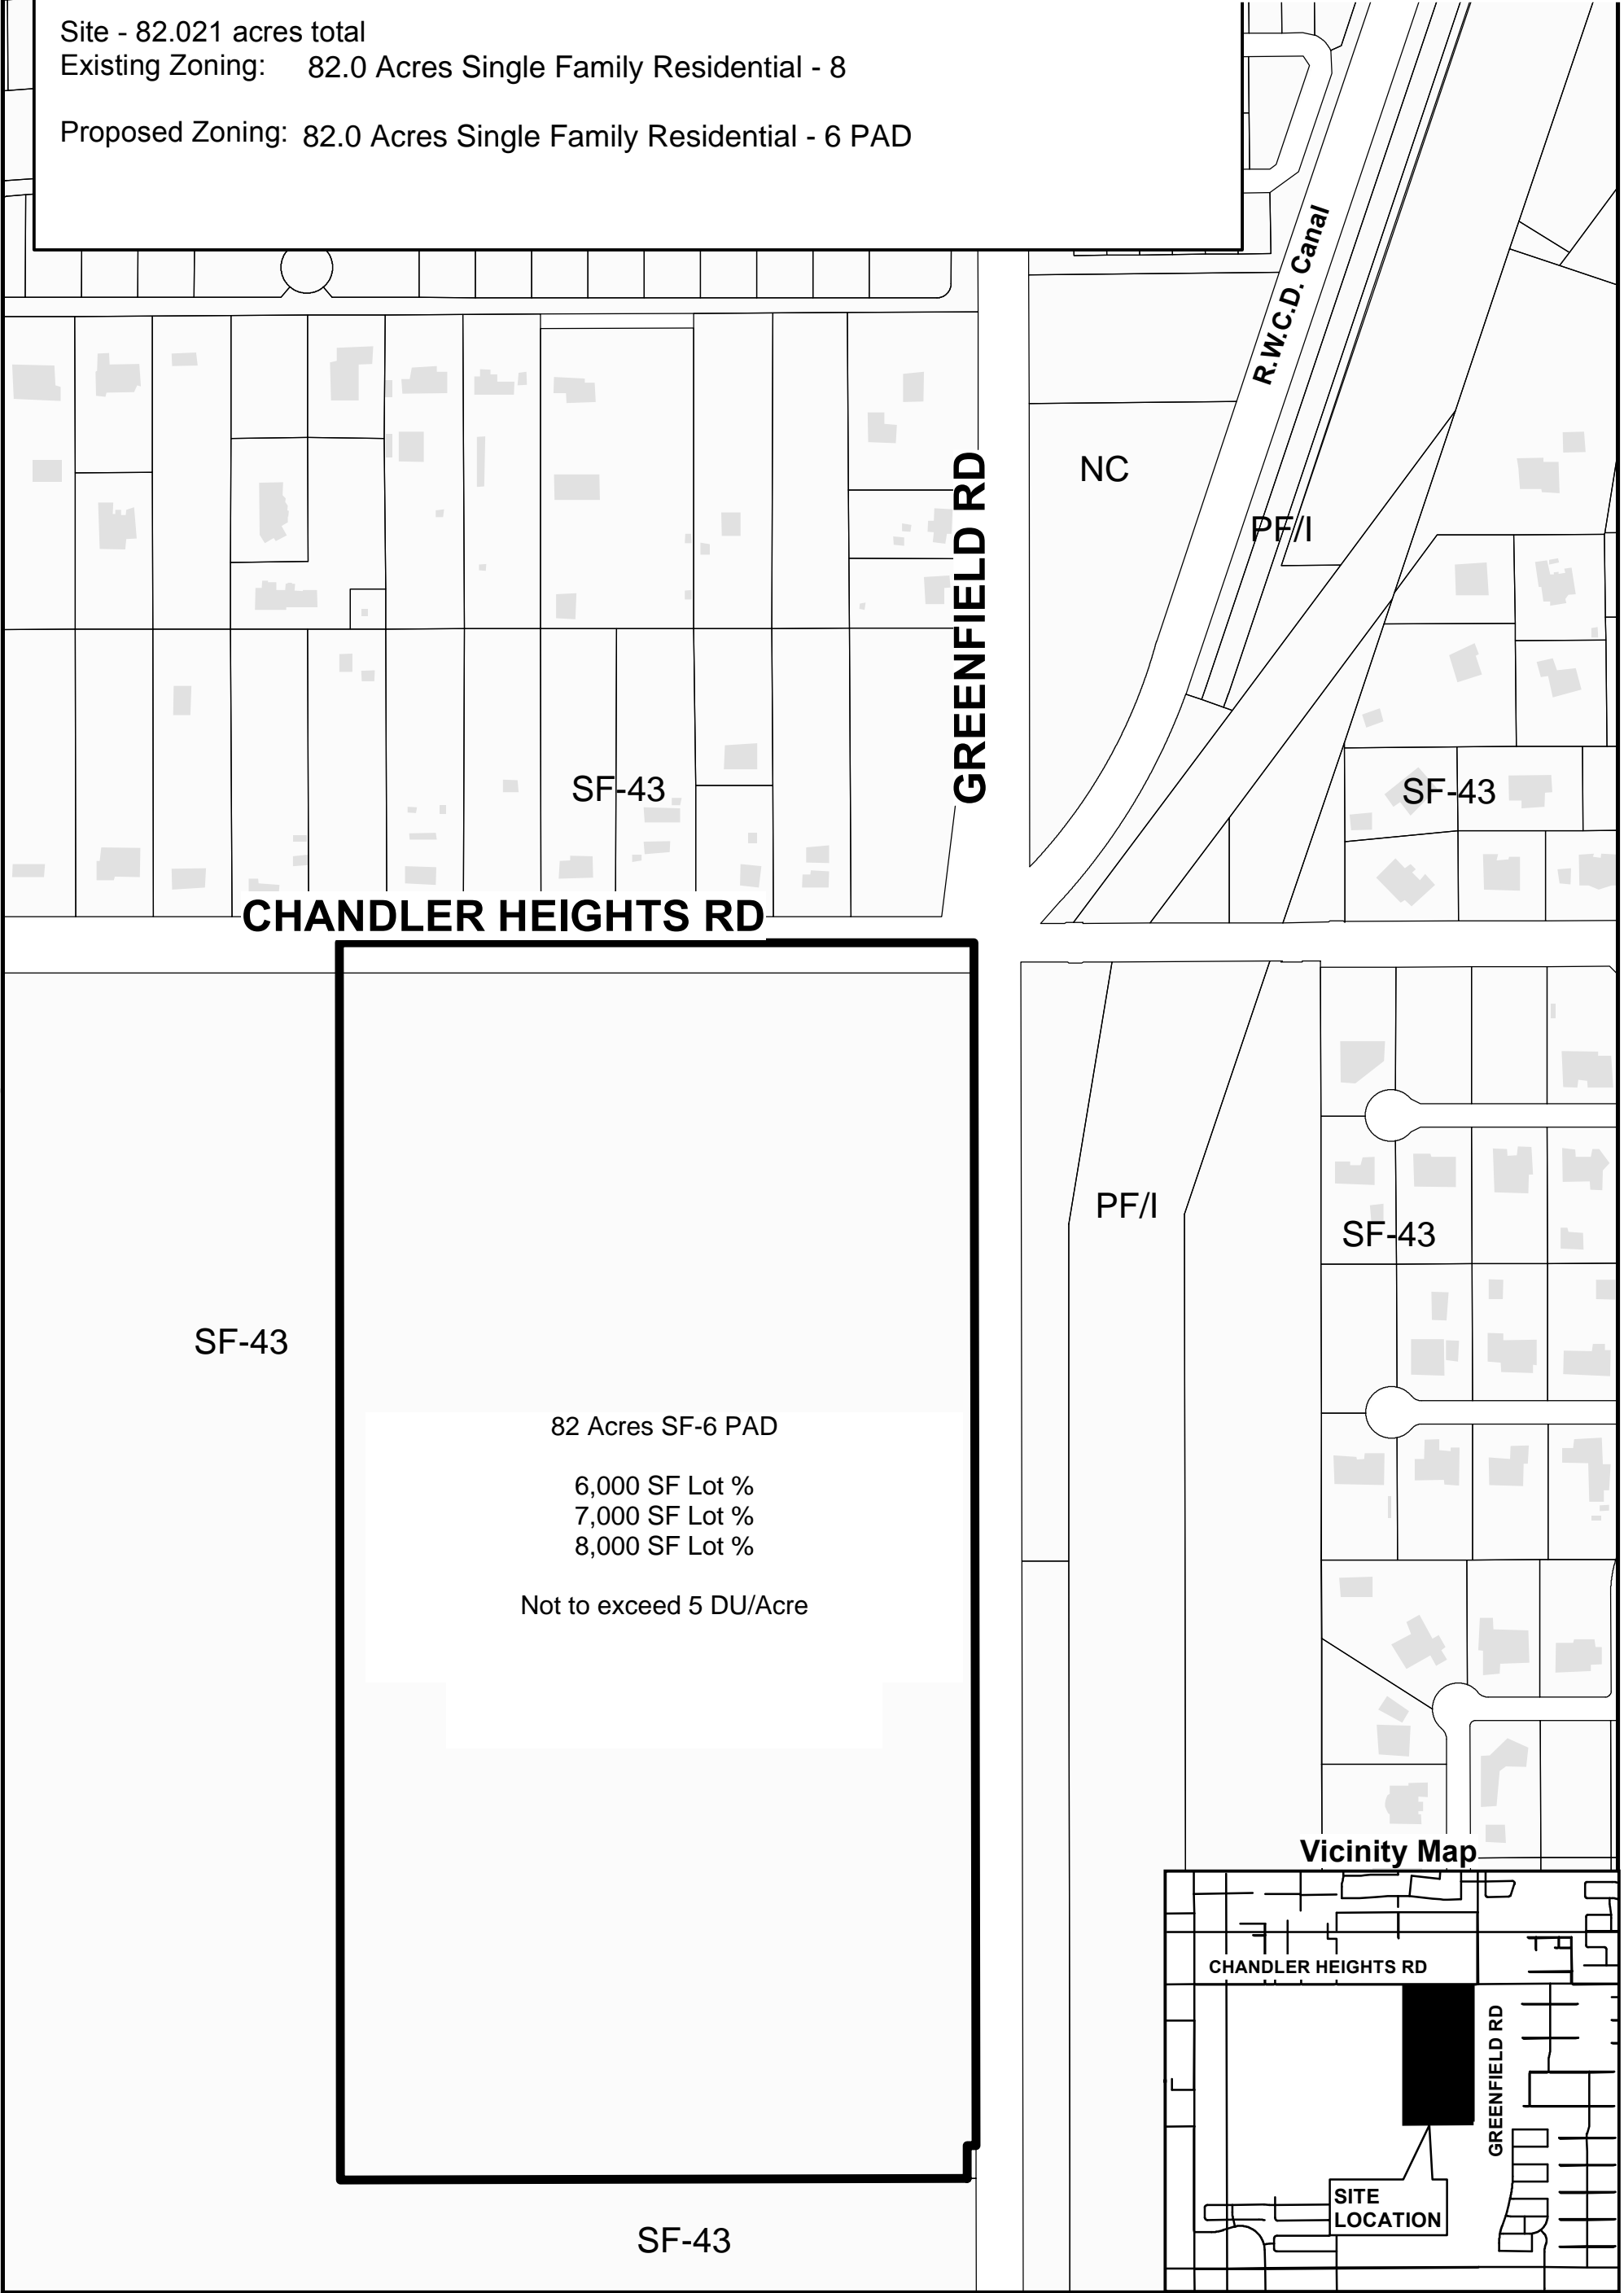 Site - 82.021 acres total
Existing Zoning: 82.0 Acres Single Family Residential - 8
Proposed Zoning: 82.0 Acres Single Family Residential - 6 PAD
R.W.C.D. Canal
NC
PF/I
GREENFIELD RD
SF-43
SF-43
CHANDLER HEIGHTS RD
PF/I
SF-43
SF-43
82 Acres SF-6 PAD
6,000 SF Lot %
7,000 SF Lot %
8,000 SF Lot %
Not to exceed 5 DU/Acre
Vicinity Map
CHANDLER HEIGHTS RD
GREENFIELD RD
SITE
LOCATION
SF-43